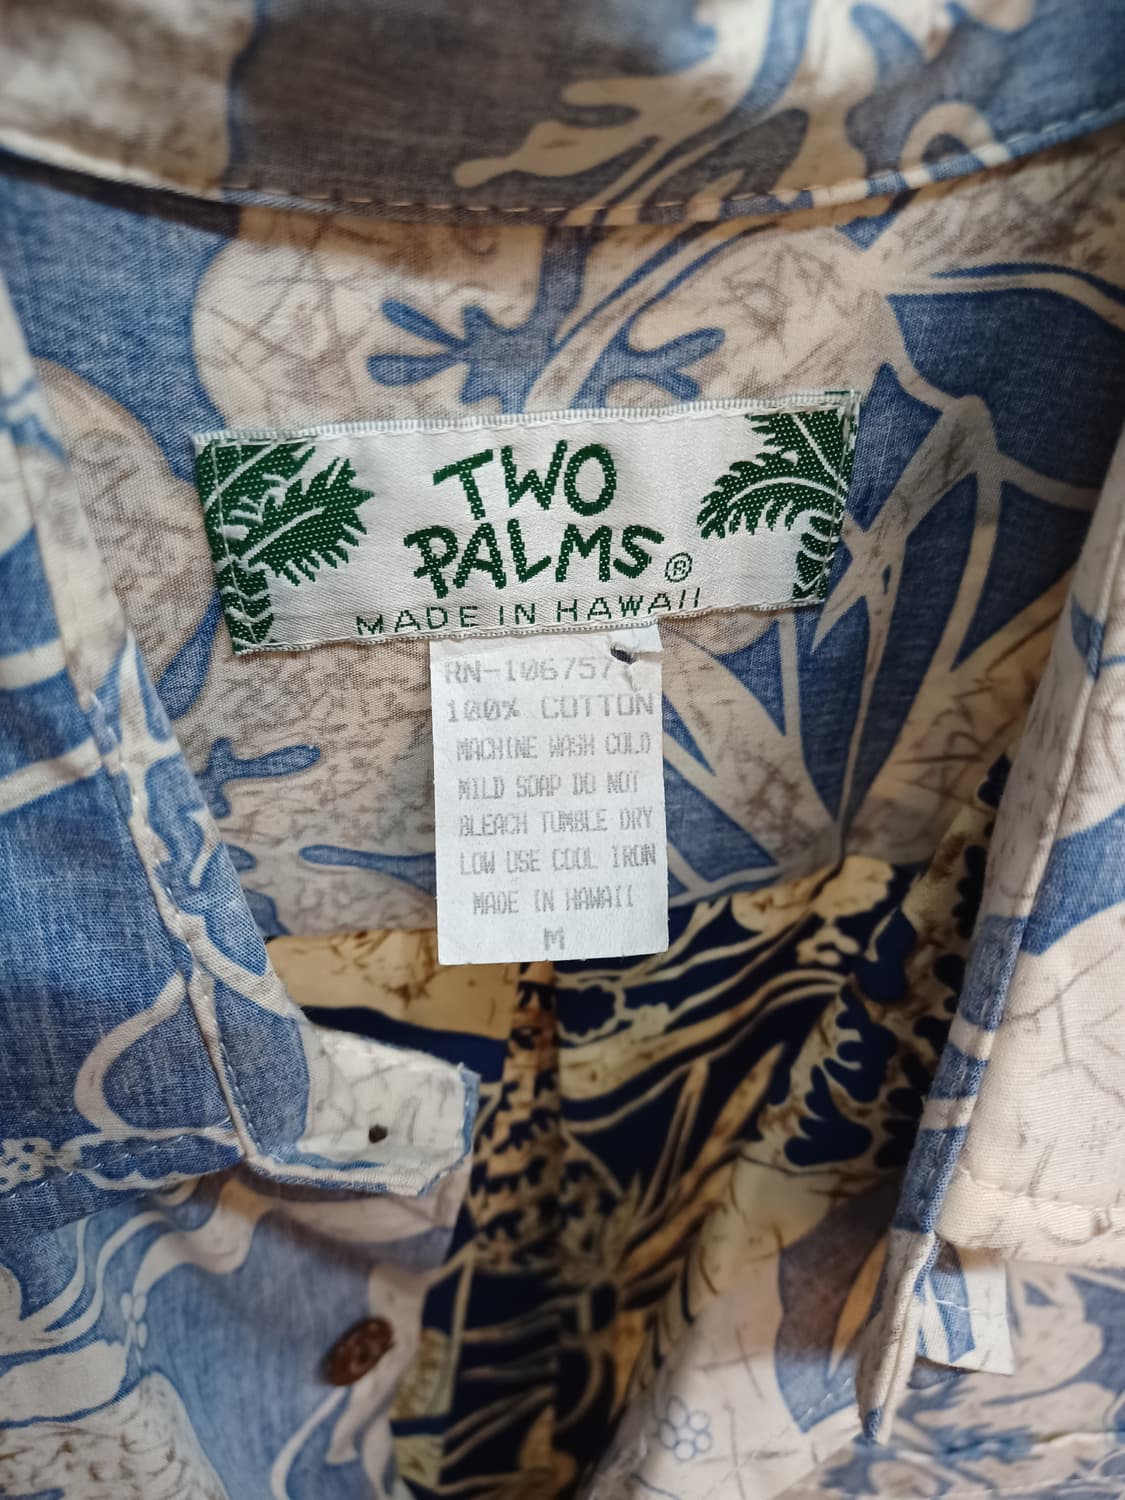 TWO
PALMS®
MADE IN HAWAII
RN-106757
100% COTTON
MACHINE WASH COLD
MILD SOAP DO NOT
BLEACH TUMBLE DRY
LOW USE COOL IRON
MADE IN HAWAII
M